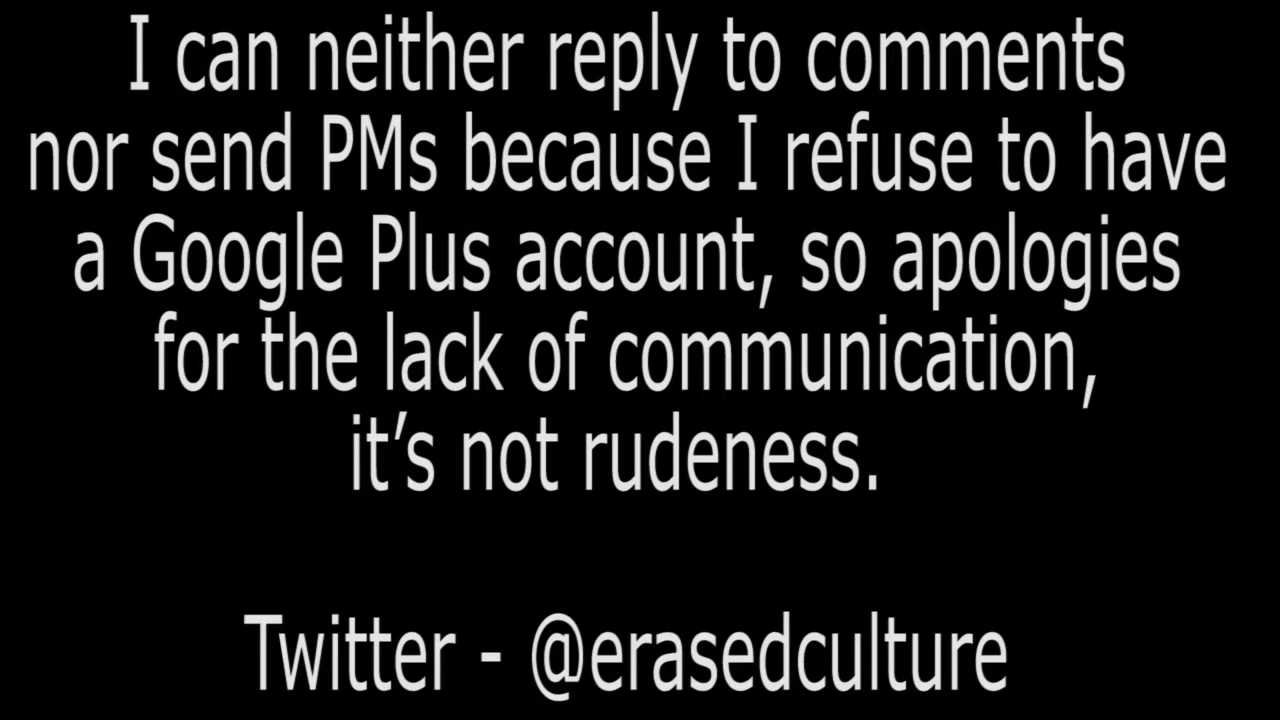 I can neither reply to comments
nor send PMs because I refuse to have
a Google Plus account, so apologies
for the lack of communication,
it’s not rudeness.
Twitter - @erasedculture